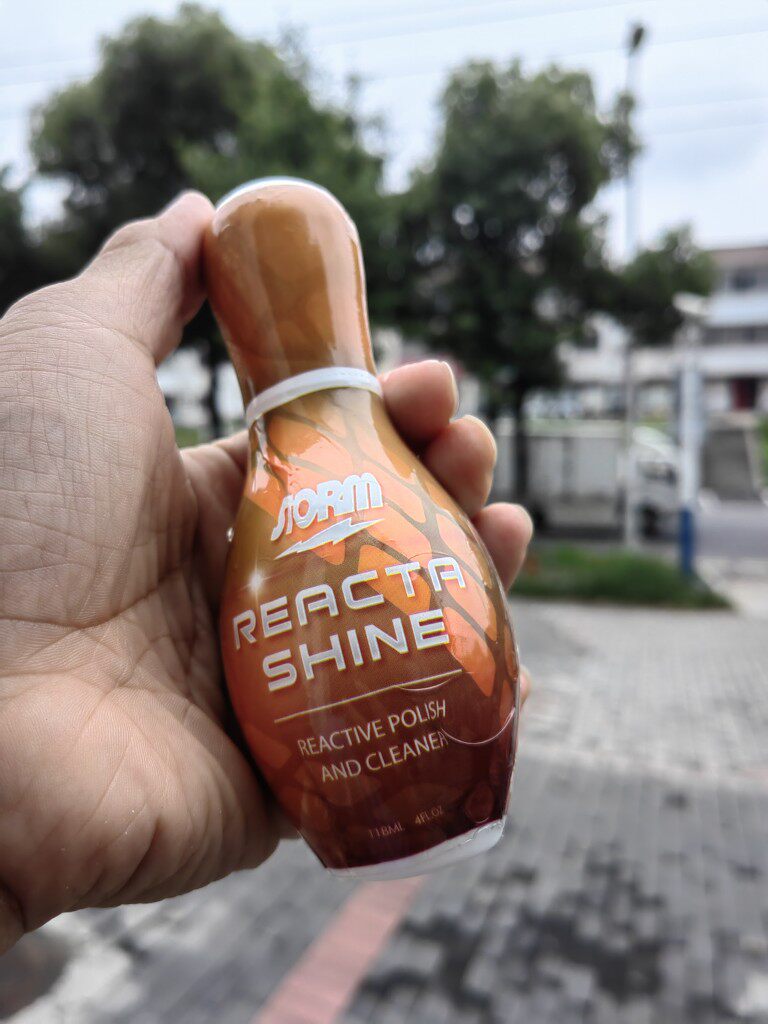 STORM
REACTA
SHINE
REACTIVE POLISH
AND CLEANER
118ML 4FL.OZ